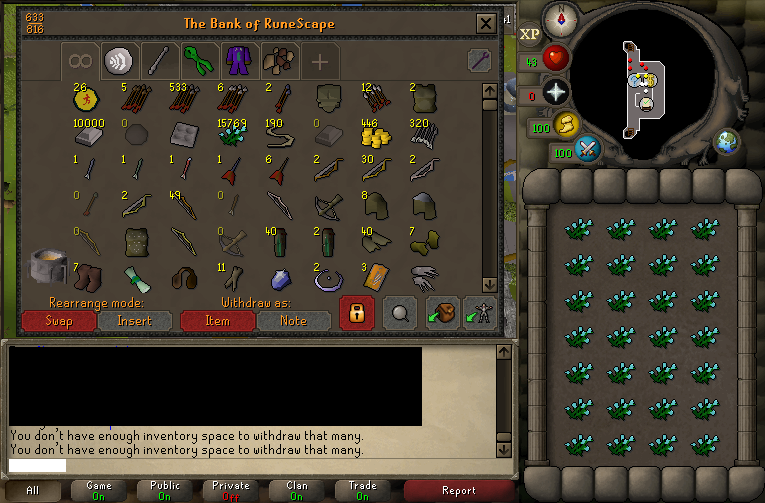 633
816
The Bank of RuneScape
+1
XP
26 5 533 6 2 12 2
10000 0 15769 190 0 446 320
1 1 1 1 6 2 30 2
0 2 49 0 8
0 0 40 2 40 7
7 11 2 3
43
0
100
100
Rearrange mode:
Withdraw as:
Swap
Insert
Item
Note
You don't have enough inventory space to withdraw that many.
You don't have enough inventory space to withdraw that many.
All
Game
On
Public
On
Private
Off
Clan
On
Trade
On
Report